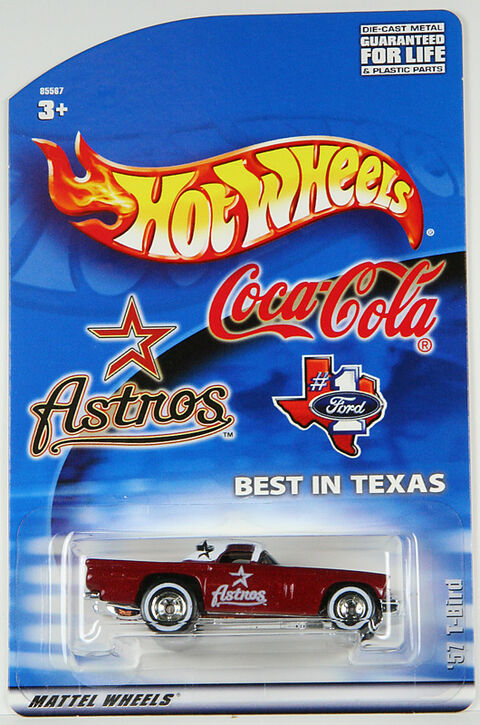 DIE-CAST METAL
GUARANTEED
FOR LIFE
& PLASTIC PARTS
85567
3+
HOT WHEELS
®
Coca-Cola
®
Astros
™
#1
Ford
BEST IN TEXAS
Astros
'57 T-Bird
MATTEL WHEELS